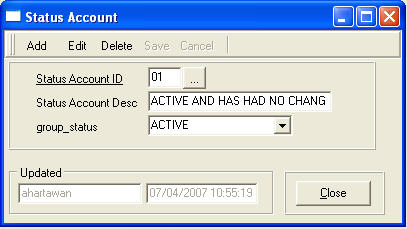 Status Account
Add Edit Delete Save Cancel
Status Account ID 01 ...
Status Account Desc ACTIVE AND HAS HAD NO CHANG
group_status ACTIVE
Updated
ahartawan 07/04/2007 10:55:19
Close